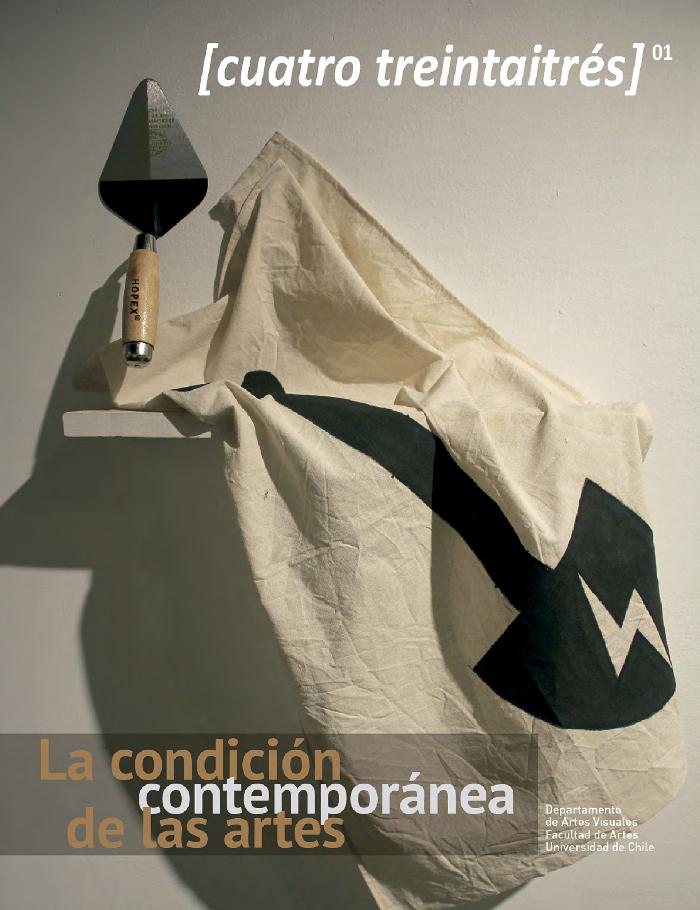 [cuatro treintaitrés] 01
HOPEX®
La condición
contemporánea
de las artes
Departamento
de Artes Visuales
Facultad de Artes
Universidad de Chile